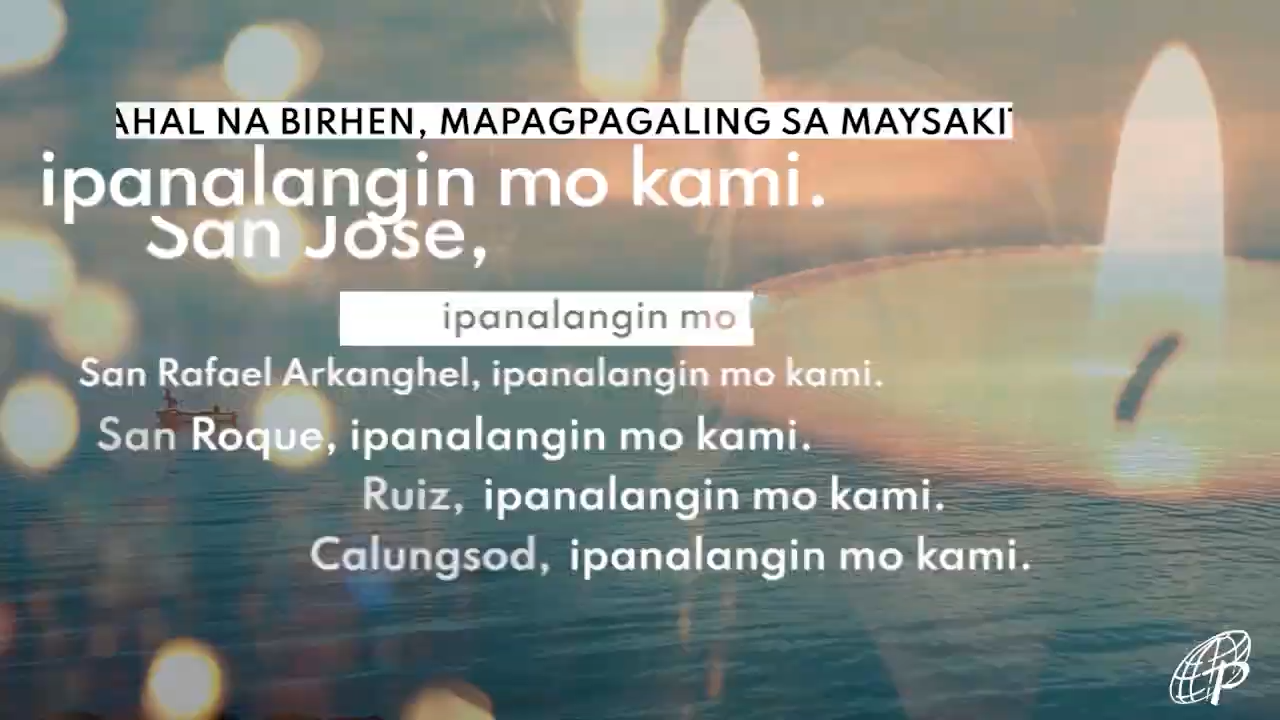 AHAL NA BIRHEN, MAPAGPAGALING SA MAYSAKI
ipanalangin mo kami.
San Jose,
ipanalangin mo
San Rafael Arkanghel, ipanalangin mo kami.
San Roque, ipanalangin mo kami.
Ruiz, ipanalangin mo kami.
Calungsod, ipanalangin mo kami.